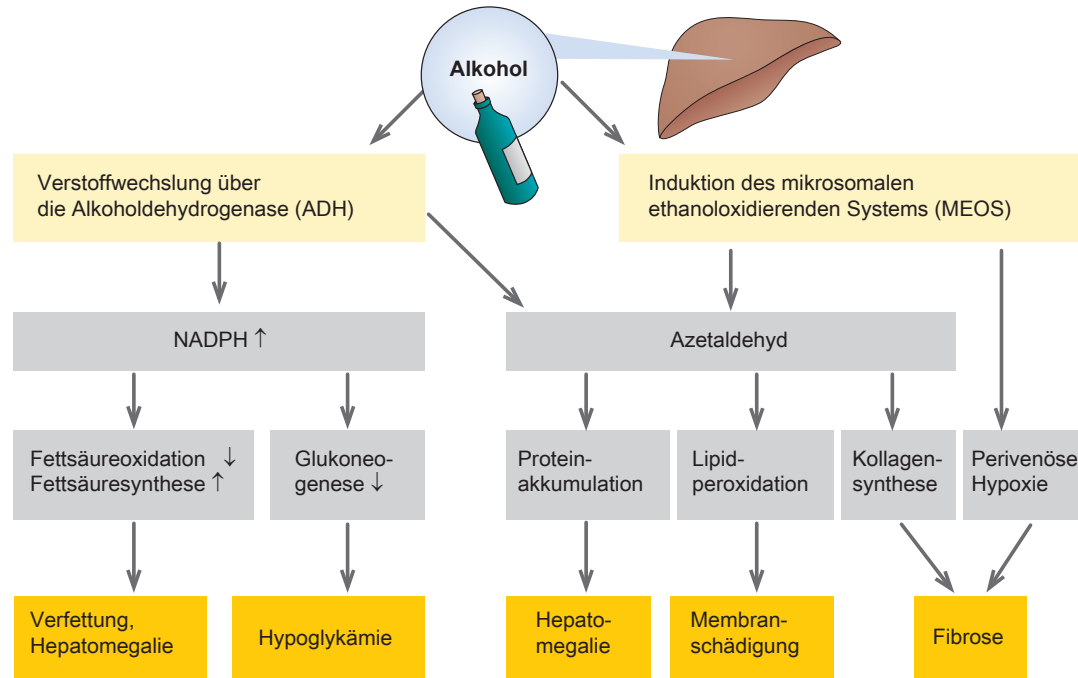 Alkohol
Verstoffwechslung über
die Alkoholdehydrogenase (ADH)
Induktion des mikrosomalen
ethanoloxidierenden Systems (MEOS)
NADPH ↑
Azetaldehyd
Fettsäureoxidation ↓
Fettsäuresynthese ↑
Glukoneo-
genese ↓
Protein-
akkumulation
Lipid-
peroxidation
Kollagen-
synthese
Perivenöse
Hypoxie
Verfettung,
Hepatomegalie
Hypoglykämie
Hepato-
megalie
Membran-
schädigung
Fibrose